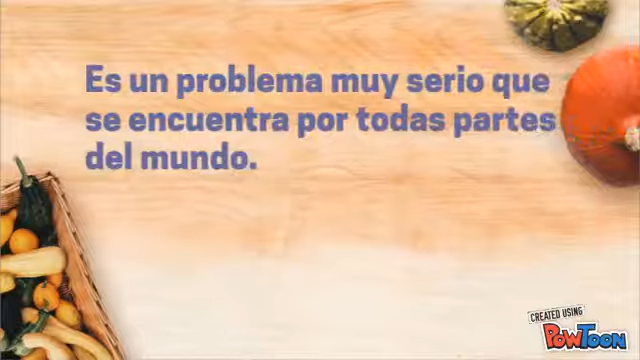 Es un problema muy serio que
se encuentra por todas partes
del mundo.
CREATED USING
PowToon